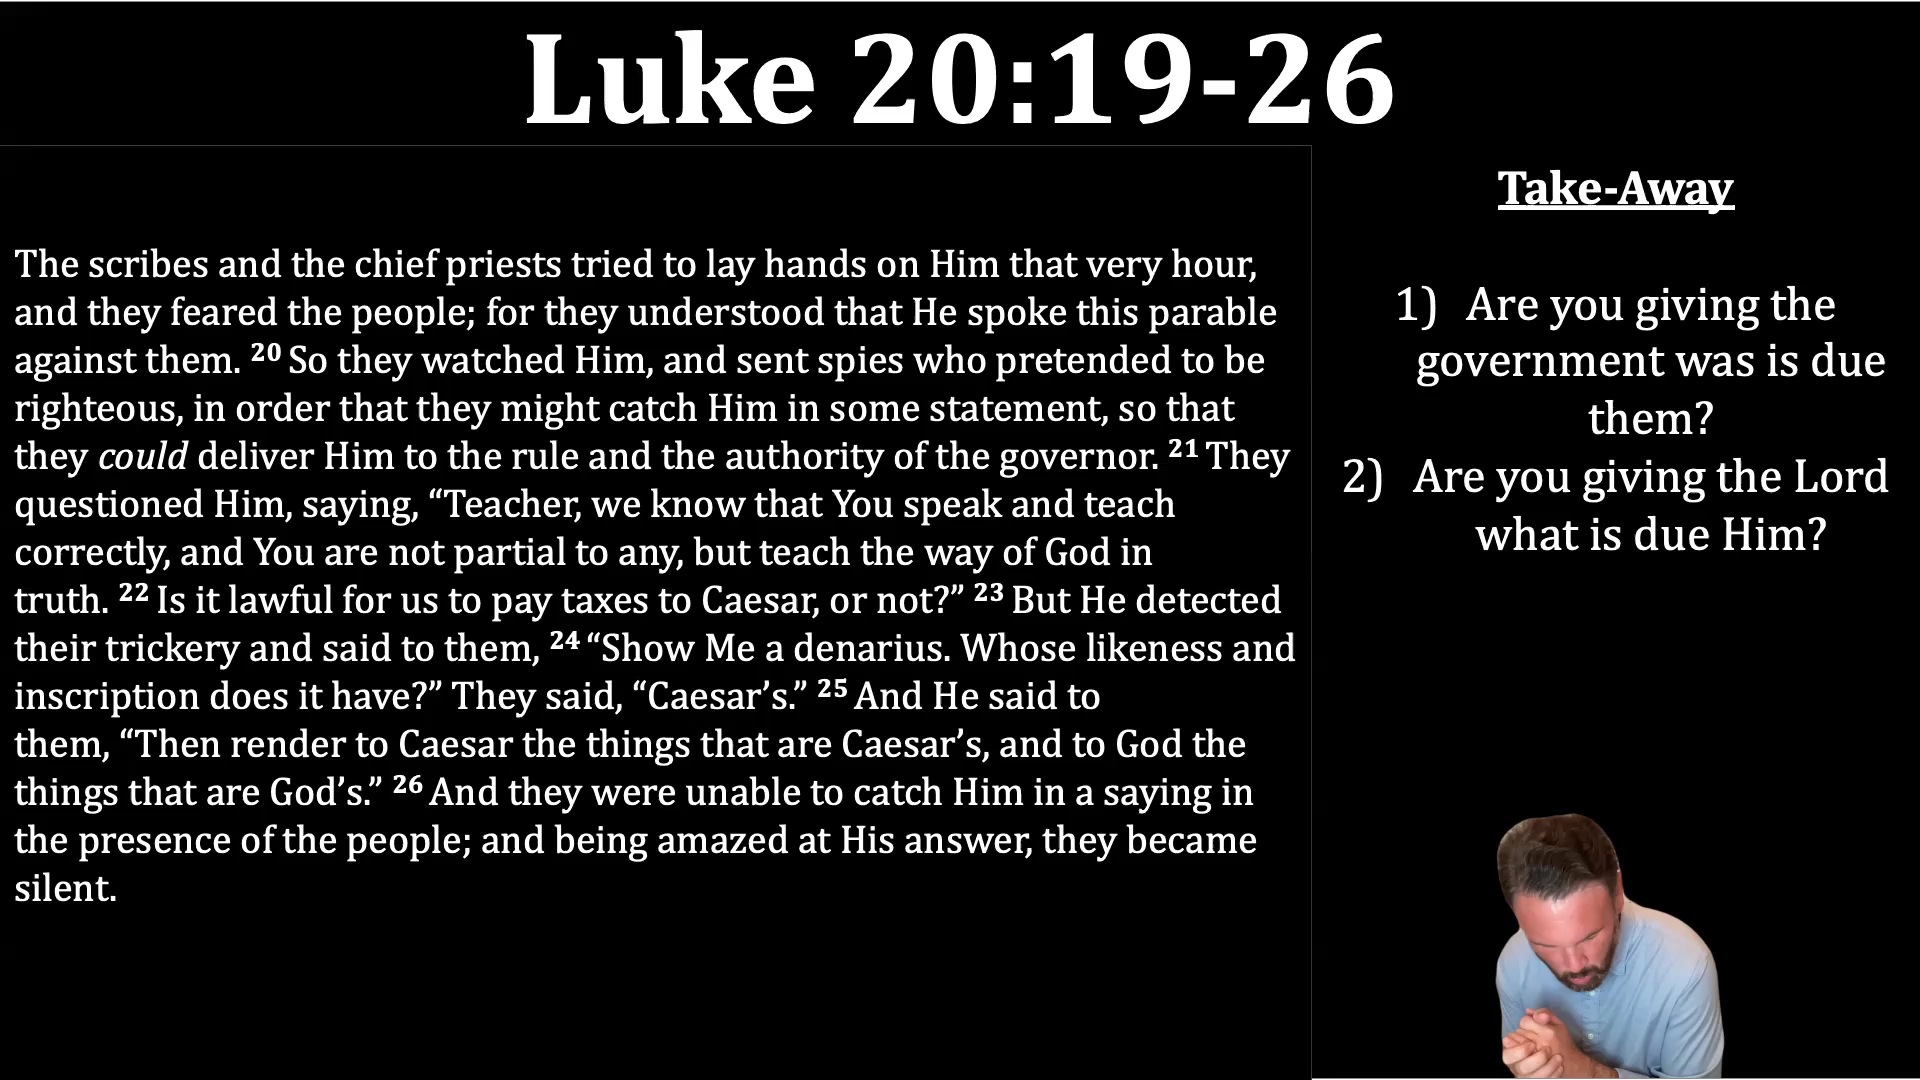 Luke 20:19-26
The scribes and the chief priests tried to lay hands on Him that very hour,
and they feared the people; for they understood that He spoke this parable
against them. 20 So they watched Him, and sent spies who pretended to be
righteous, in order that they might catch Him in some statement, so that
they could deliver Him to the rule and the authority of the governor. 21 They
questioned Him, saying, “Teacher, we know that You speak and teach
correctly, and You are not partial to any, but teach the way of God in
truth. 22 Is it lawful for us to pay taxes to Caesar, or not?” 23 But He detected
their trickery and said to them, 24 “Show Me a denarius. Whose likeness and
inscription does it have?” They said, “Caesar’s.” 25 And He said to
them, “Then render to Caesar the things that are Caesar’s, and to God the
things that are God’s.” 26 And they were unable to catch Him in a saying in
the presence of the people; and being amazed at His answer, they became
silent.
Take-Away
1) Are you giving the
government was is due
them?
2) Are you giving the Lord
what is due Him?